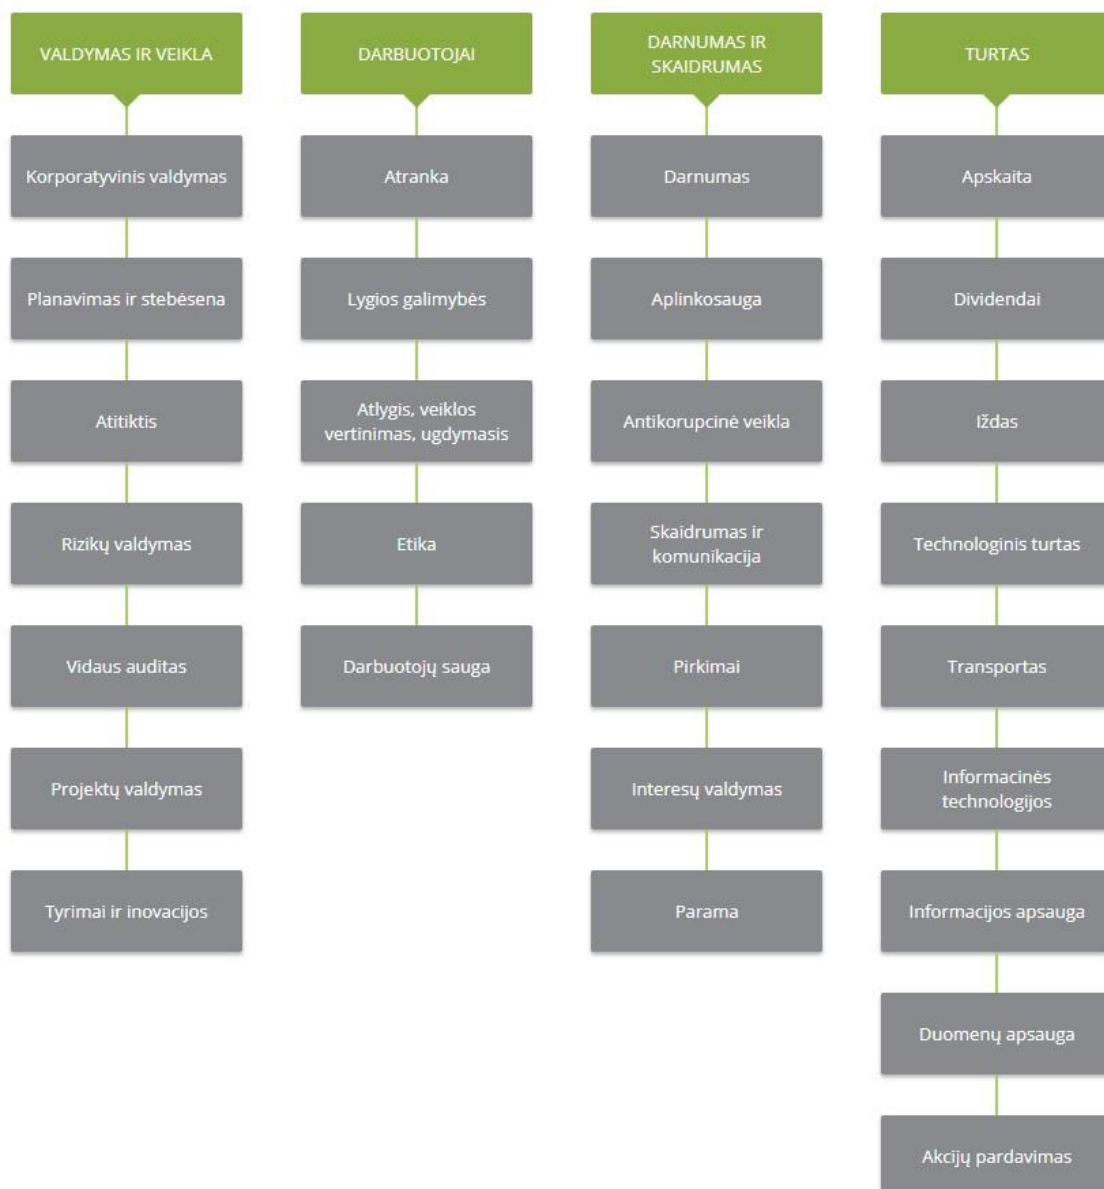 VALDYMAS IR VEIKLA
Korporatyvinis valdymas
Planavimas ir stebėsena
Atitiktis
Rizikų valdymas
Vidaus auditas
Projektų valdymas
Tyrimai ir inovacijos
DARBUOTOJAI
Atranka
Lygios galimybės
Atlygis, veiklos
vertinimas, ugdymasis
Etika
Darbuotojų sauga
DARNUMAS IR
SKAIDRUMAS
Darnumas
Aplinkosauga
Antikorupcinė veikla
Skaidrumas ir
komunikacija
Pirkimai
Interesų valdymas
Parama
TURTAS
Apskaita
Dividendai
Iždas
Technologinis turtas
Transportas
Informacinės
technologijos
Informacijos apsauga
Duomenų apsauga
Akcijų pardavimas